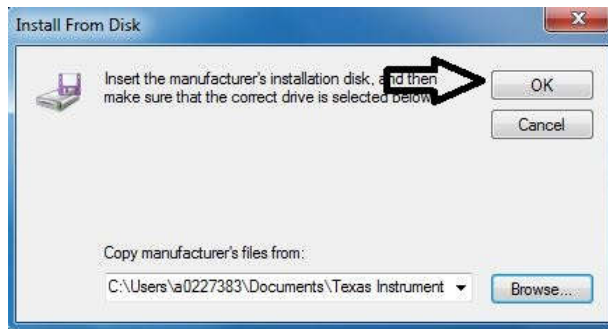 Install From Disk
Insert the manufacturer's installation disk, and then
make sure that the correct drive is selected below.
OK
Cancel
Copy manufacturer's files from:
C:\Users\a0227383\Documents\Texas Instrument
Browse...